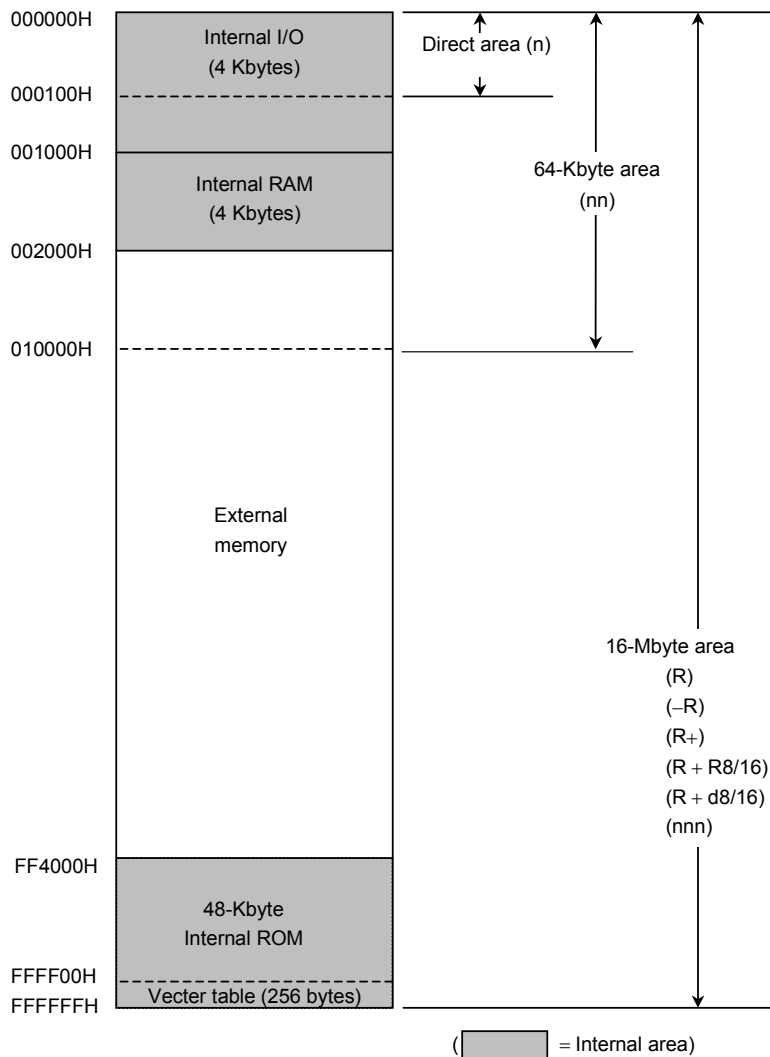 000000H
Internal I/O
(4 Kbytes)
Direct area (n)
000100H
001000H
64-Kbyte area
(nn)
Internal RAM
(4 Kbytes)
002000H
010000H
External
memory
16-Mbyte area
(R)
(−R)
(R+)
(R + R8/16)
(R + d8/16)
(nnn)
FF4000H
48-Kbyte
Internal ROM
FFFF00H
Vecter table (256 bytes)
FFFFFFH
( = Internal area)